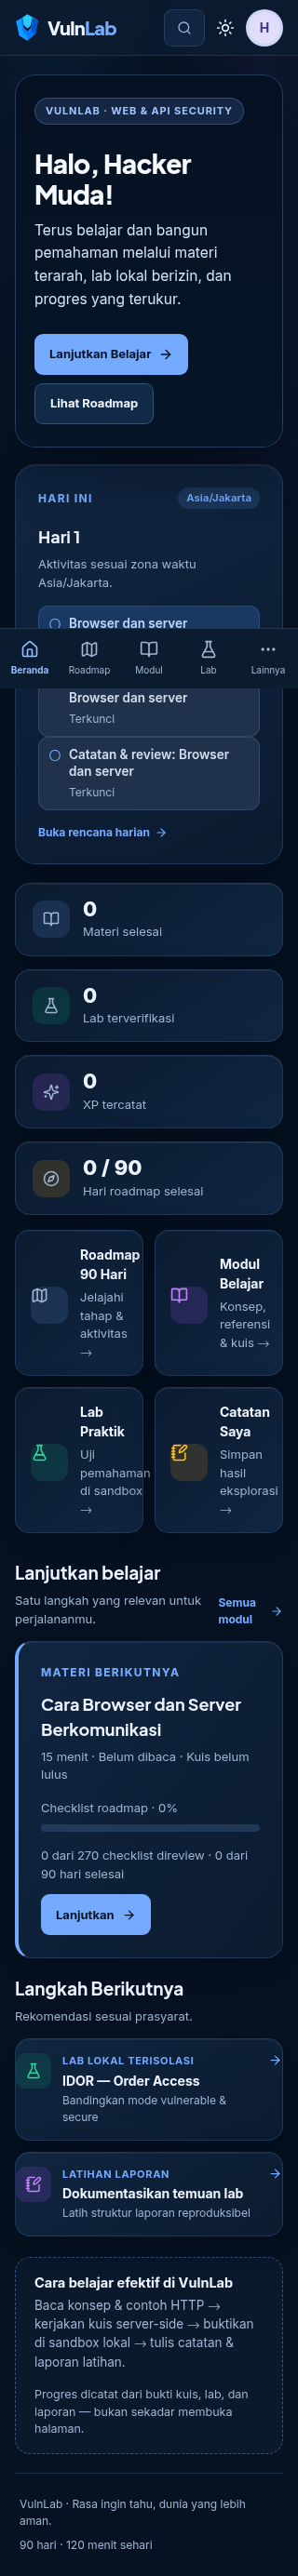 VulnLab
H
VULNLAB · WEB & API SECURITY
Halo, Hacker
Muda!
Terus belajar dan bangun
pemahaman melalui materi
terarah, lab lokal berizin, dan
progres yang terukur.
Lanjutkan Belajar →
Lihat Roadmap
HARI INI
Asia/Jakarta
Hari 1
Aktivitas sesuai zona waktu
Asia/Jakarta.
Browser dan server
Beranda
Roadmap
Modul
Lab
Lainnya
Browser dan server
Terkunci
Catatan & review: Browser
dan server
Terkunci
Buka rencana harian →
0
Materi selesai
0
Lab terverifikasi
0
XP tercatat
0 / 90
Hari roadmap selesai
Roadmap
90 Hari
Jelajahi
tahap &
aktivitas
→
Modul
Belajar
Konsep,
referensi
& kuis →
Lab
Praktik
Uji
pemahaman
di sandbox
→
Catatan
Saya
Simpan
hasil
eksplorasi
→
Lanjutkan belajar
Satu langkah yang relevan untuk
perjalananmu.
Semua
modul →
MATERI BERIKUTNYA
Cara Browser dan Server
Berkomunikasi
15 menit · Belum dibaca · Kuis belum
lulus
Checklist roadmap · 0%
0 dari 270 checklist direview · 0 dari
90 hari selesai
Lanjutkan →
Langkah Berikutnya
Rekomendasi sesuai prasyarat.
LAB LOKAL TERISOLASI →
IDOR — Order Access
Bandingkan mode vulnerable &
secure
LATIHAN LAPORAN →
Dokumentasikan temuan lab
Latih struktur laporan reproduksibel
Cara belajar efektif di VulnLab
Baca konsep & contoh HTTP →
kerjakan kuis server-side → buktikan
di sandbox lokal → tulis catatan &
laporan latihan.
Progres dicatat dari bukti kuis, lab, dan
laporan — bukan sekadar membuka
halaman.
VulnLab · Rasa ingin tahu, dunia yang lebih
aman.
90 hari · 120 menit sehari